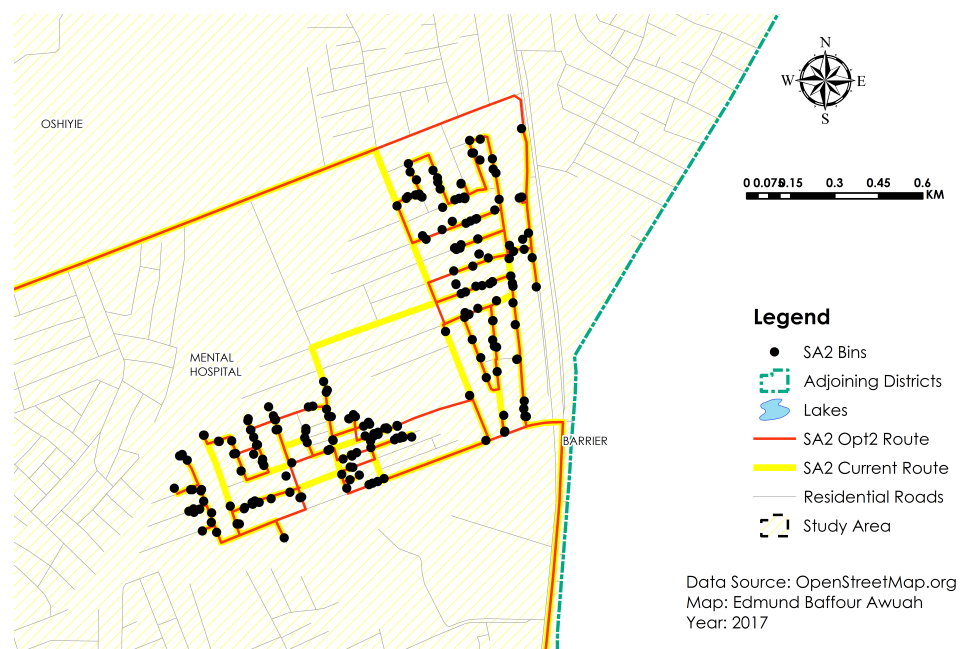 OSHIYIE
MENTAL
HOSPITAL
BARRIER
N
W
E
S
0 0.075 0.15 0.3 0.45 0.6
KM
Legend
SA2 Bins
Adjoining Districts
Lakes
SA2 Opt2 Route
SA2 Current Route
Residential Roads
Study Area
Data Source: OpenStreetMap.org
Map: Edmund Baffour Awuah
Year: 2017